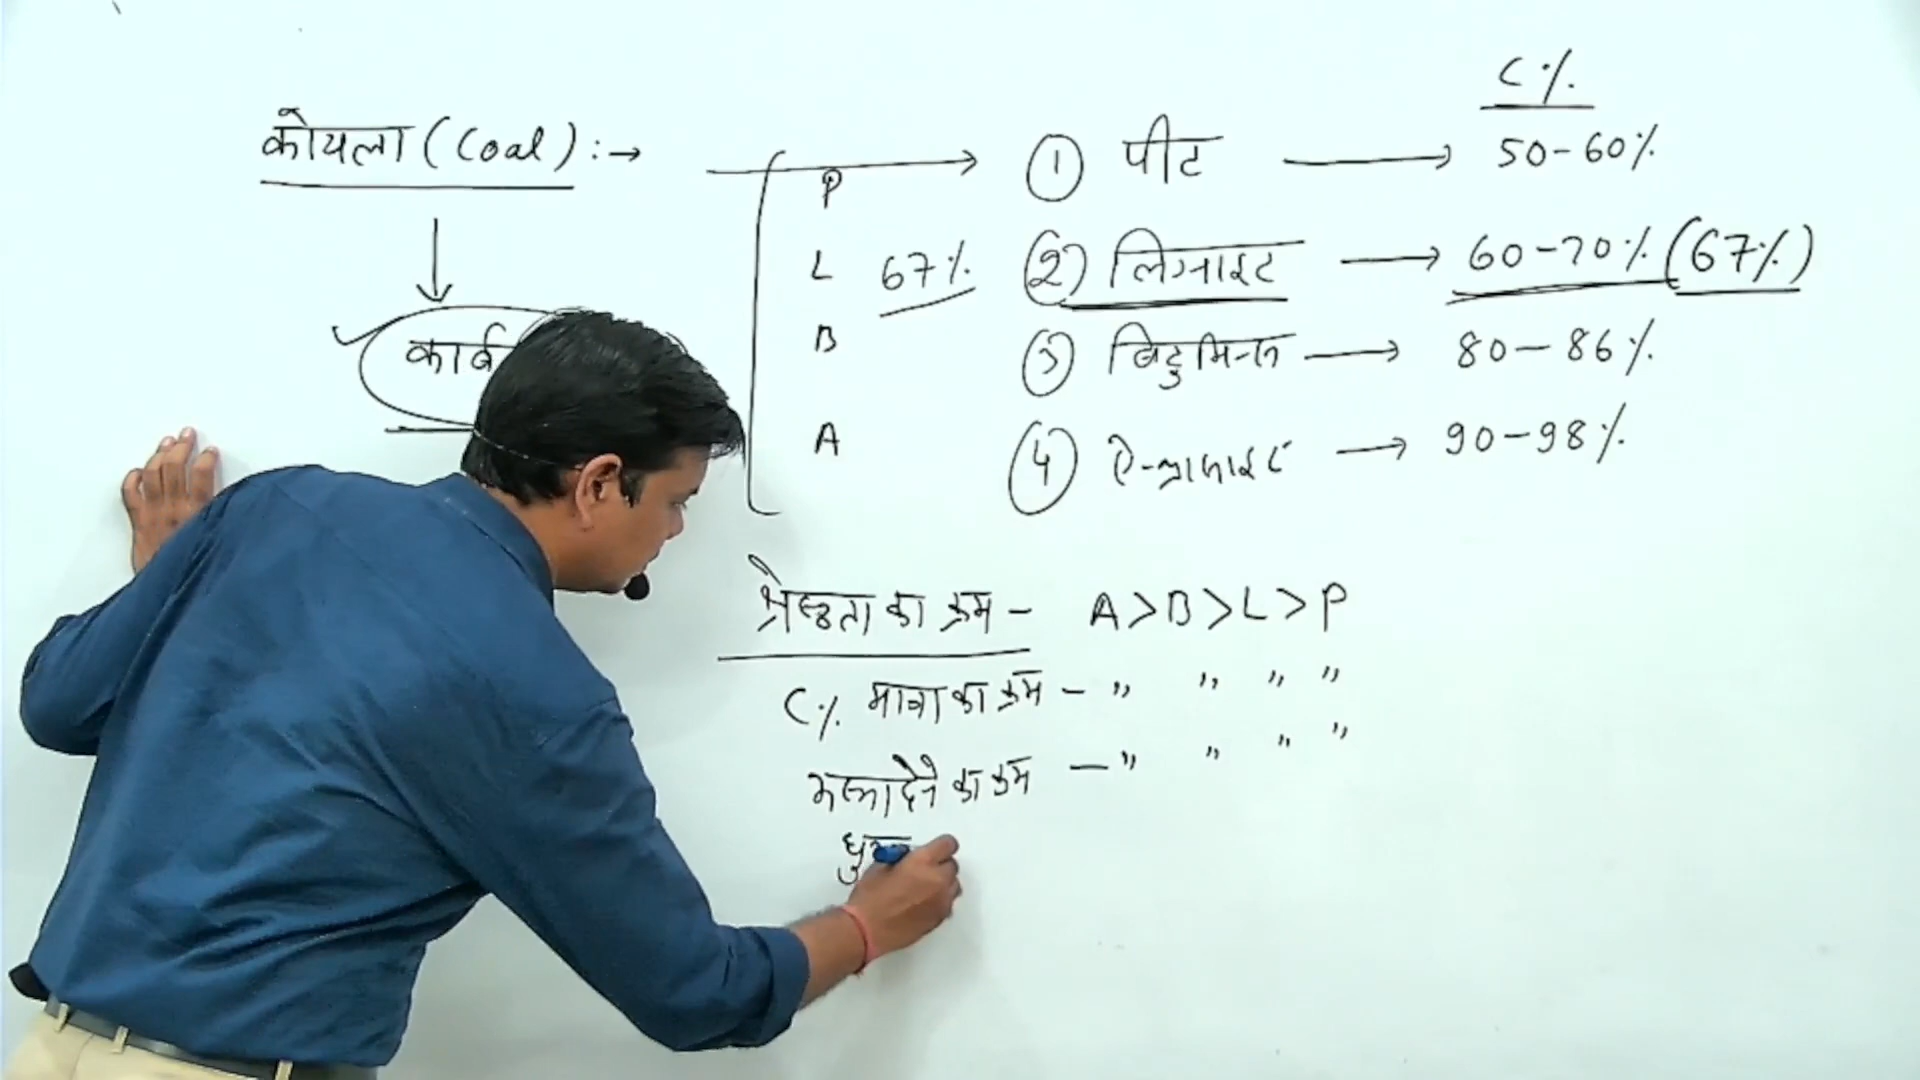 C%
कोयला (Coal) :→ P → ① पीट → 50-60%
L 67% ② लिग्नाइट → 60-70% (67%)
कार्ब B ③ बिटुमिनस → 80-86%
A ④ ऐन्थ्रासाइट → 90-98%
श्रेष्ठता का क्रम - A > B > L > P
C% मात्रा का क्रम - " " " "
देने का क्रम - " " " "